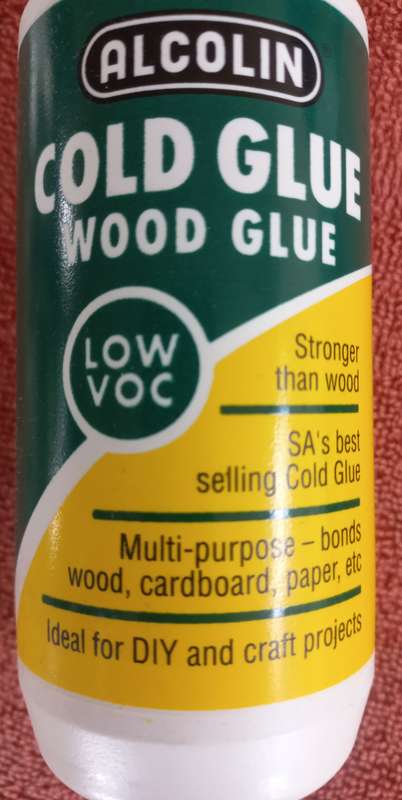 ALCOLIN
COLD GLUE
WOOD GLUE
LOW
VOC
Stronger
than wood
SA's best
selling Cold Glue
Multi-purpose – bonds
wood, cardboard, paper, etc
Ideal for DIY and craft projects